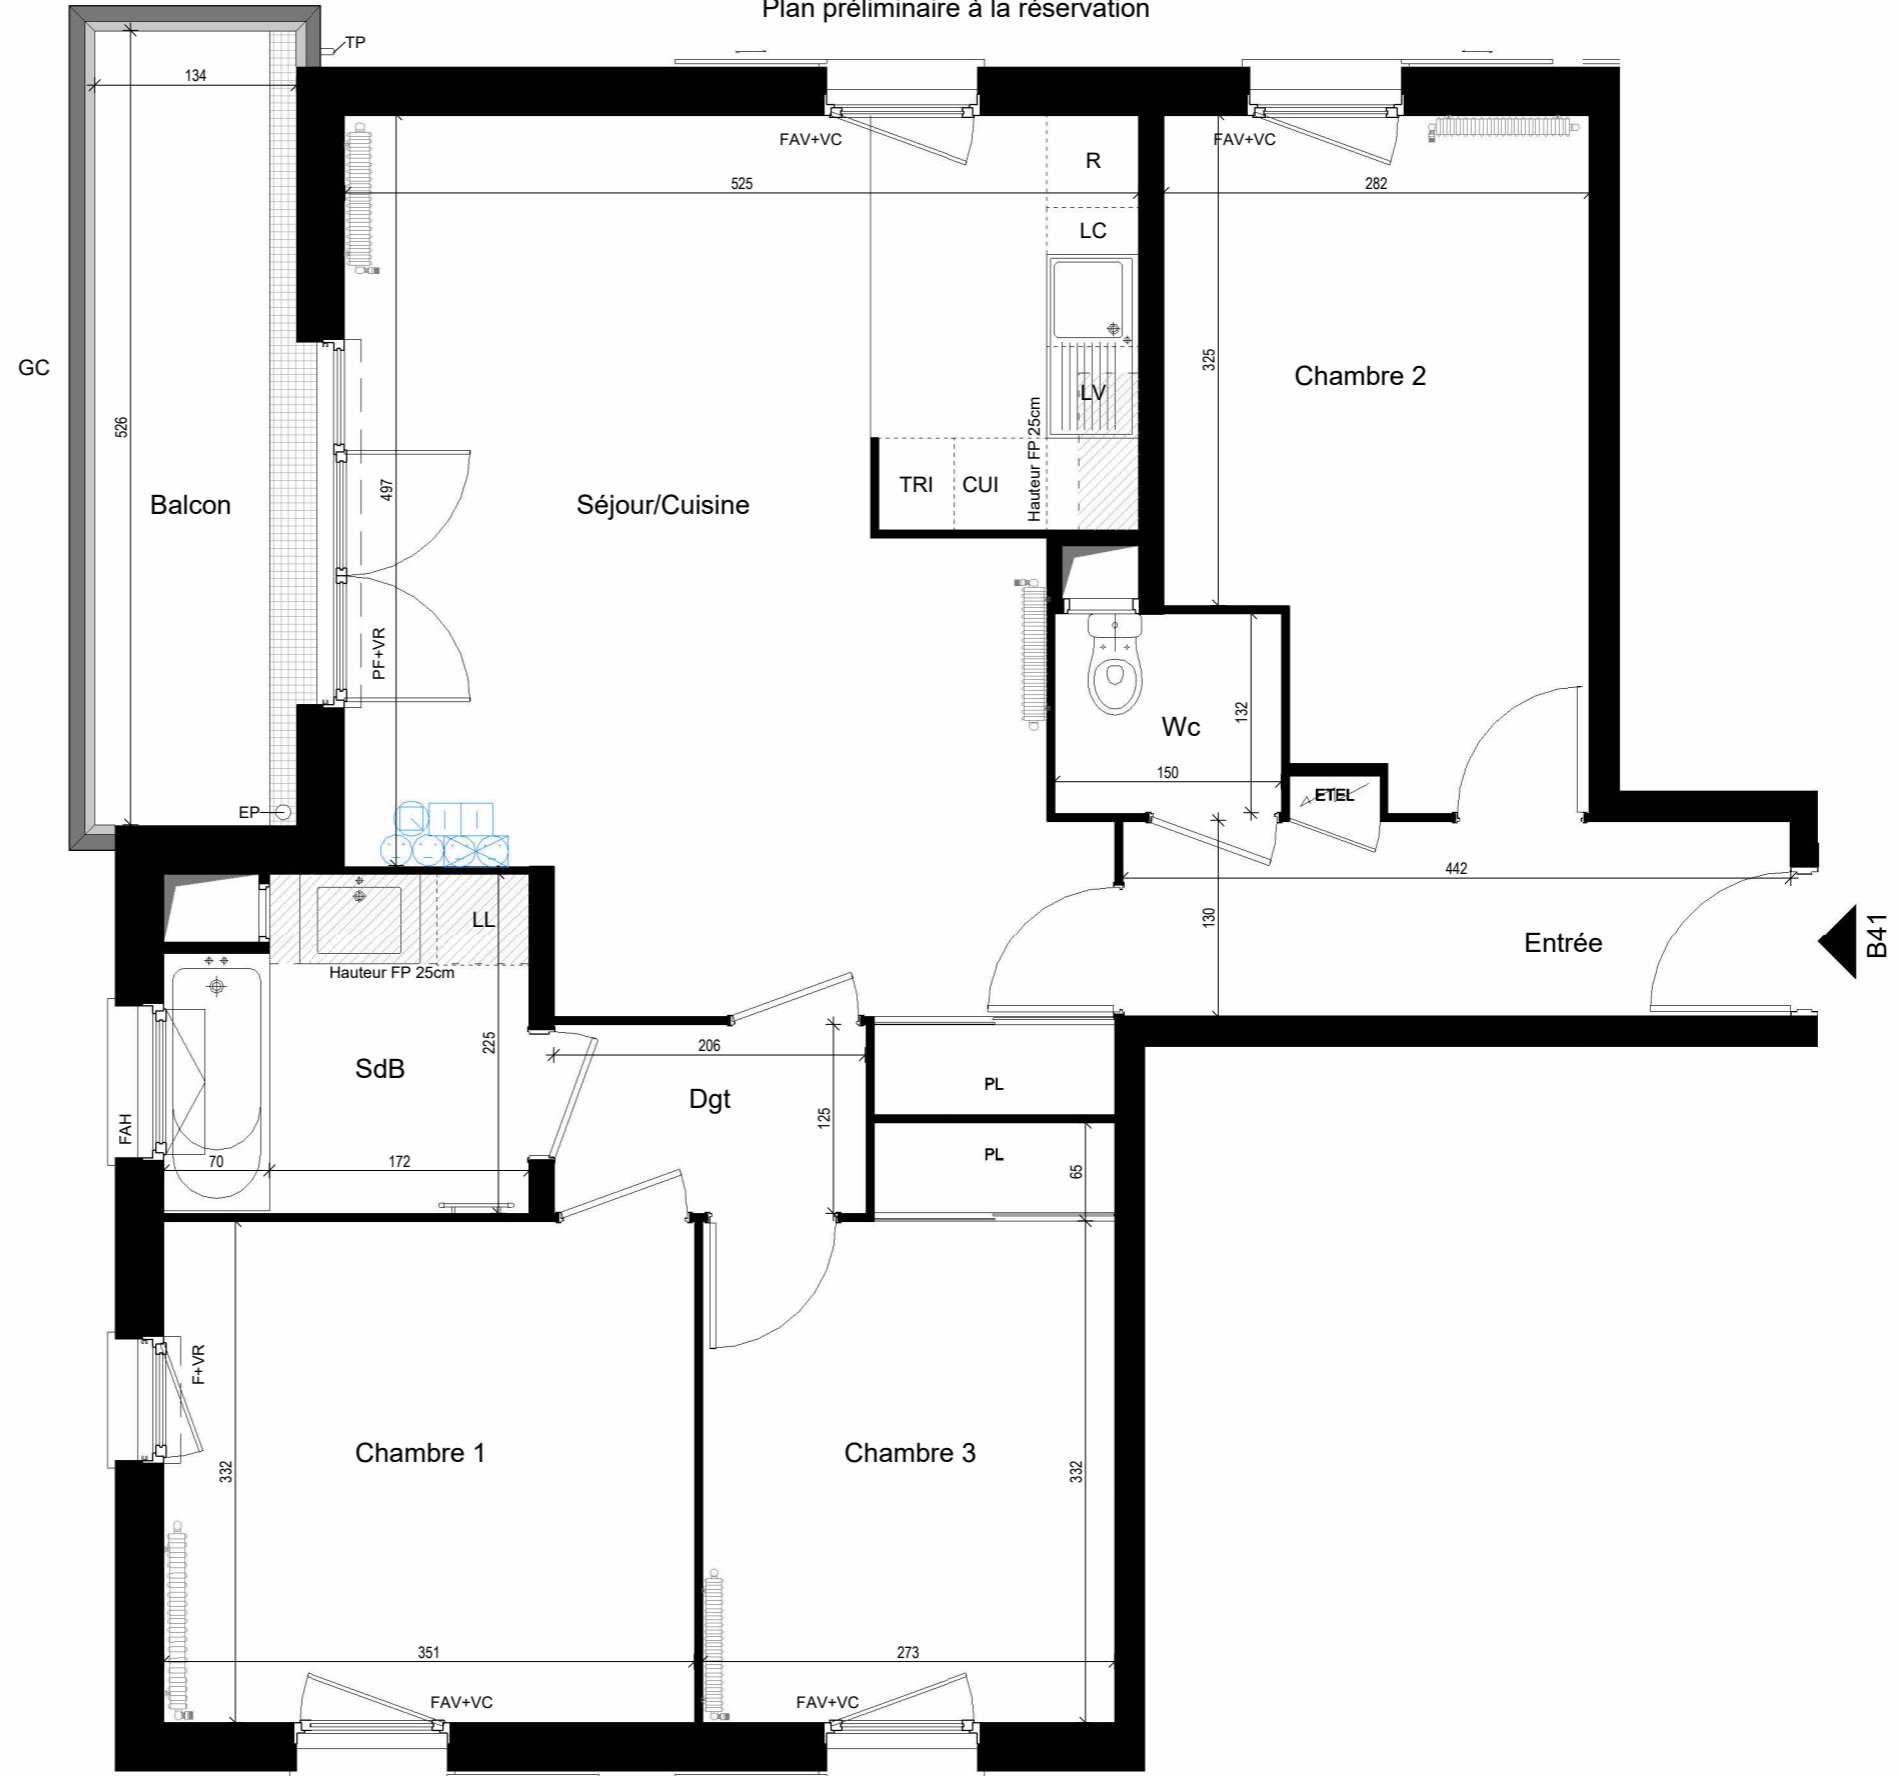 Plan préliminaire à la réservation
TP
134
FAV+VC
FAV+VC
R
525
282
LC
325
GC
Chambre 2
LV
526
Hauteur FP 25cm
497
TRI
CUI
Balcon
Séjour/Cuisine
PF+VR
132
Wc
150
ETEL
EP
442
130
LL
B41
Entrée
Hauteur FP 25cm
225
206
SdB
PL
Dgt
125
FAH
70
172
PL
65
F+VR
Chambre 1
Chambre 3
332
332
351
273
FAV+VC
FAV+VC